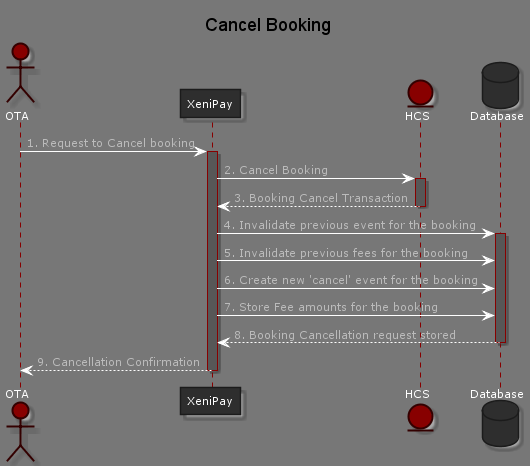 Cancel Booking
OTA
XeniPay
HCS
Database
1. Request to Cancel booking
2. Cancel Booking
3. Booking Cancel Transaction
4. Invalidate previous event for the booking
5. Invalidate previous fees for the booking
6. Create new 'cancel' event for the booking
7. Store Fee amounts for the booking
8. Booking Cancellation request stored
9. Cancellation Confirmation
OTA
XeniPay
HCS
Database